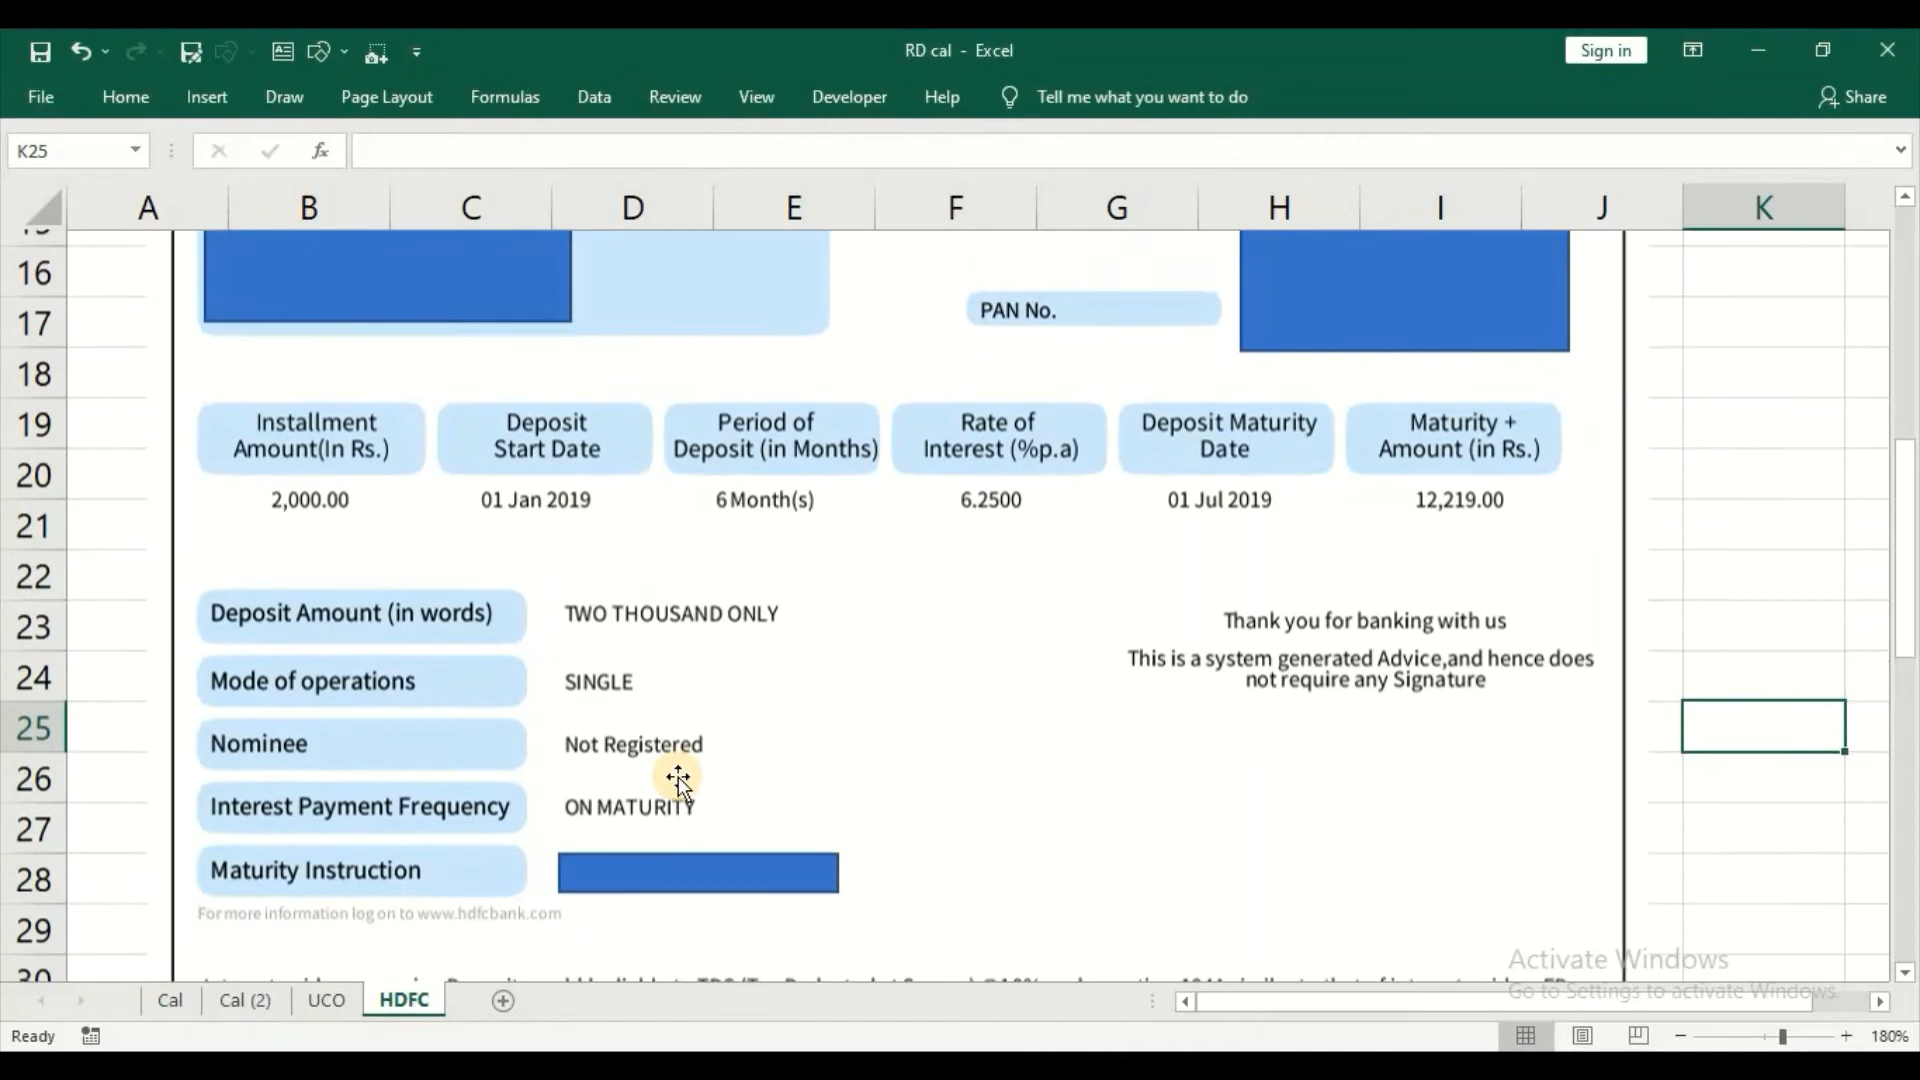 RD cal - Excel
Sign in
File Home Insert Draw Page Layout Formulas Data Review View Developer Help Tell me what you want to do Share
K25
fx
A B C D E F G H I J K
16
17
18
19
20
21
22
23
24
25
26
27
28
29
30
PAN No.
Installment Amount(In Rs.)
Deposit Start Date
Period of Deposit (in Months)
Rate of Interest (%p.a)
Deposit Maturity Date
Maturity + Amount (in Rs.)
2,000.00 01 Jan 2019 6 Month(s) 6.2500 01 Jul 2019 12,219.00
Deposit Amount (in words) TWO THOUSAND ONLY
Mode of operations SINGLE
Nominee Not Registered
Interest Payment Frequency ON MATURITY
Maturity Instruction
Thank you for banking with us
This is a system generated Advice,and hence does
not require any Signature
For more information log on to www.hdfcbank.com
Activate Windows
Go to Settings to activate Windows.
Cal Cal (2) UCO HDFC
Ready
180%